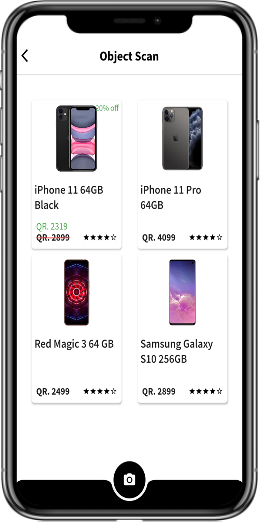 Object Scan
20% off
iPhone 11 64GB
Black
QR. 2319
QR. 2899
iPhone 11 Pro
64GB
QR. 4099
Red Magic 3 64 GB
QR. 2499
Samsung Galaxy
S10 256GB
QR. 2899